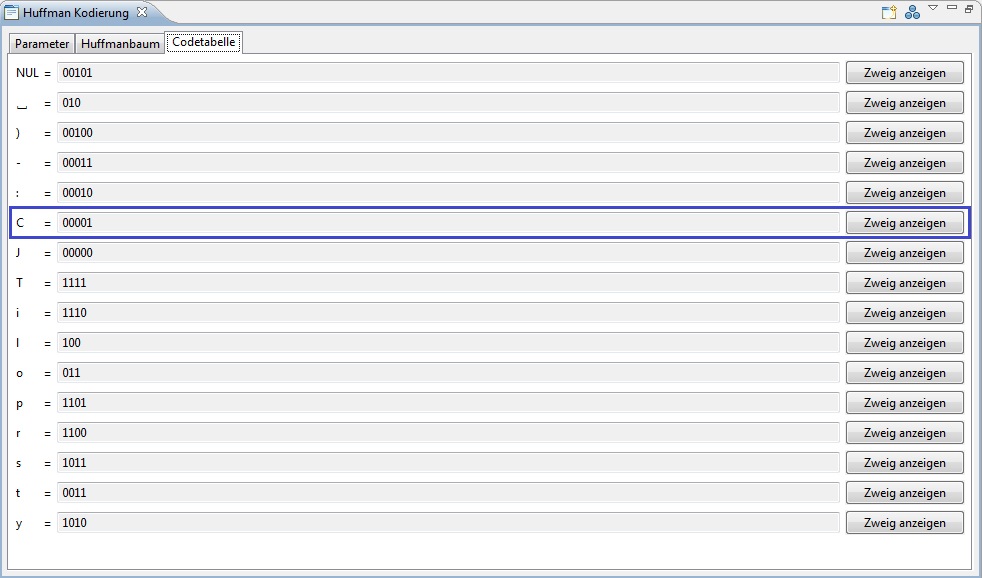 Huffman Kodierung
Parameter Huffmanbaum Codetabelle
NUL = 00101 Zweig anzeigen
␣ = 010 Zweig anzeigen
) = 00100 Zweig anzeigen
- = 00011 Zweig anzeigen
: = 00010 Zweig anzeigen
C = 00001 Zweig anzeigen
J = 00000 Zweig anzeigen
T = 1111 Zweig anzeigen
i = 1110 Zweig anzeigen
l = 100 Zweig anzeigen
o = 011 Zweig anzeigen
p = 1101 Zweig anzeigen
r = 1100 Zweig anzeigen
s = 1011 Zweig anzeigen
t = 0011 Zweig anzeigen
y = 1010 Zweig anzeigen